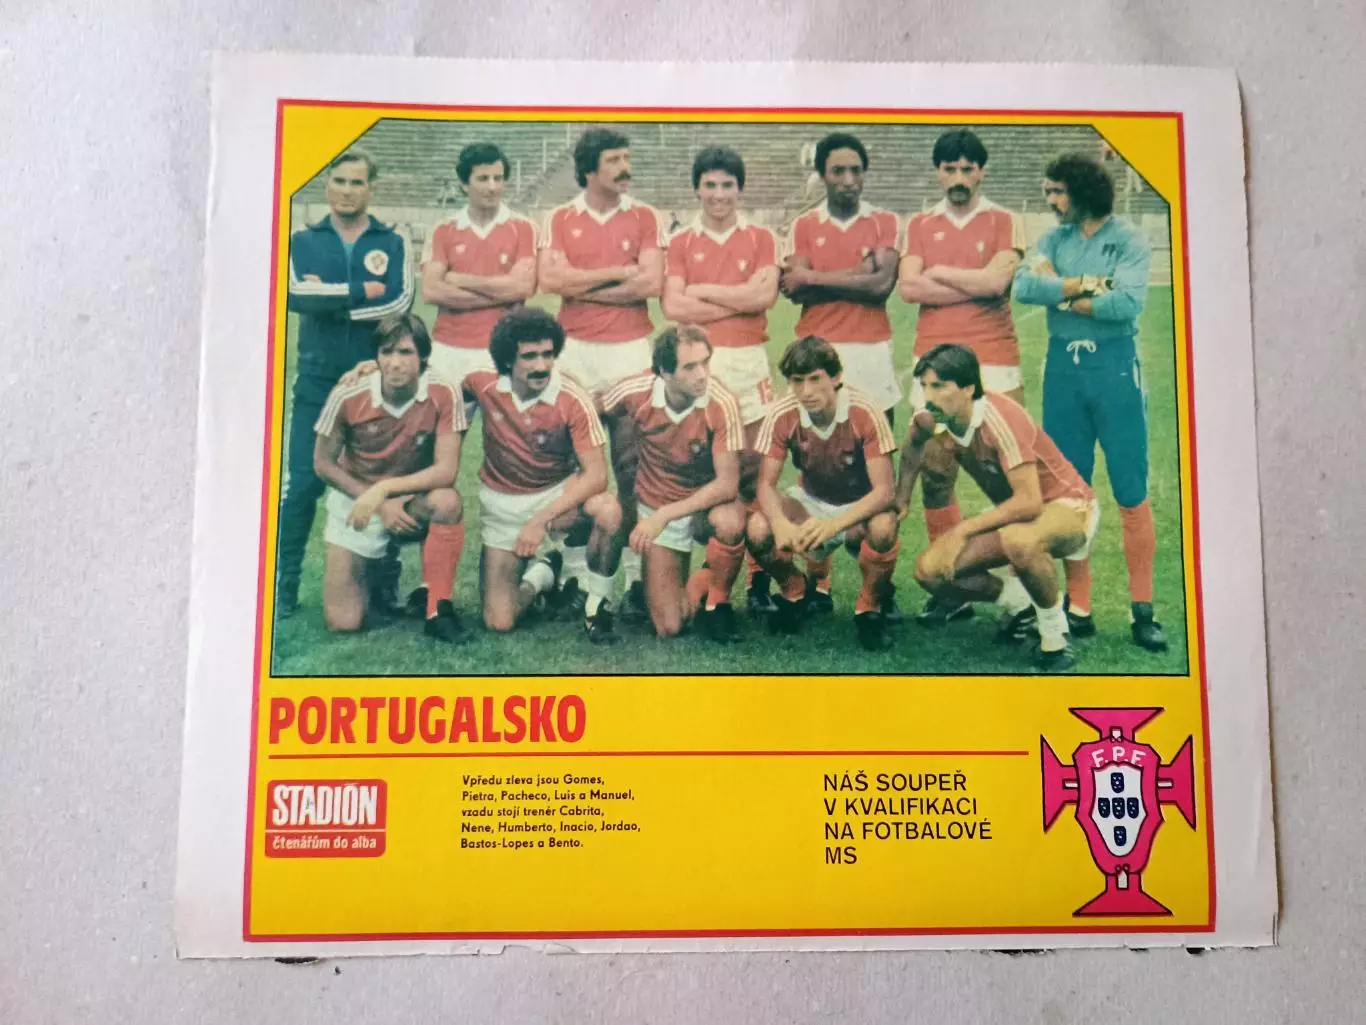 PORTUGALSKO
STADIÓN
čtenářům do alba
Vpředu zleva jsou Gomes,
Pietra, Pacheco, Luis a Manuel,
vzadu stojí trenér Cabrita,
Nene, Humberto, Inacio, Jordao,
Bastos-Lopes a Bento.
NÁŠ SOUPEŘ
V KVALIFIKACI
NA FOTBALOVÉ
MS
F.P.F.